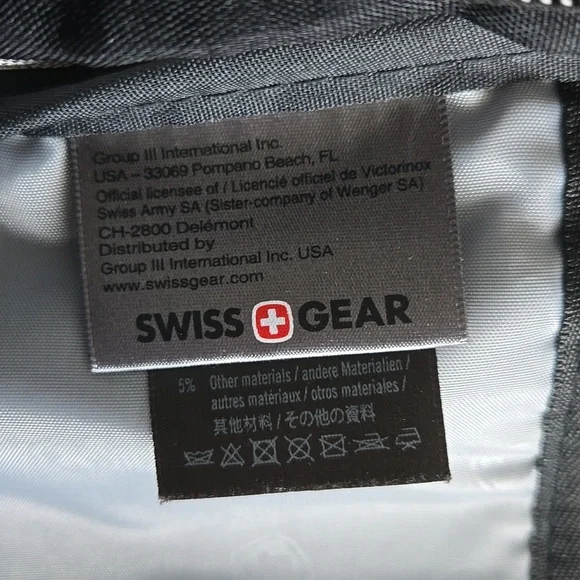 Group III International Inc.
USA – 33069 Pompano Beach, FL
Official licensee of / Licencié officiel de Victorinox
Swiss Army SA (Sister-company of Wenger SA)
CH-2800 Delémont
Distributed by
Group III International Inc. USA
www.swissgear.com
SWISS GEAR
5% Other materials / andere Materialien /
autres matériaux / otros materiales /
其他材料 / その他の資料